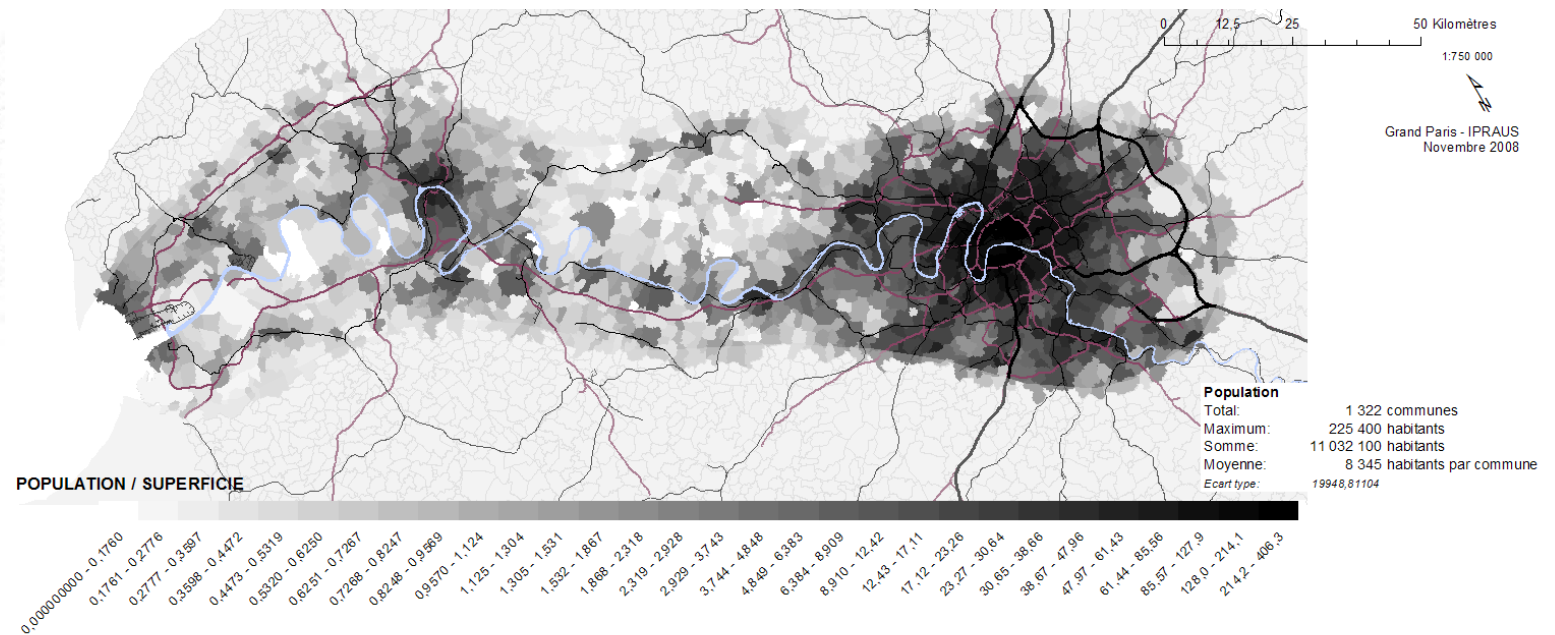 0 12,5 25 50 Kilomètres
1:750 000
N
Grand Paris - IPRAUS
Novembre 2008
Population
Total: 1 322 communes
Maximum: 225 400 habitants
Somme: 11 032 100 habitants
Moyenne: 8 345 habitants par commune
Ecart type: 19948,81104
POPULATION / SUPERFICIE
0,000000000 - 0,1760
0,1761 - 0,2776
0,2777 - 0,3597
0,3598 - 0,4472
0,4473 - 0,5319
0,5320 - 0,6250
0,6251 - 0,7267
0,7268 - 0,8247
0,8248 - 0,9569
0,9570 - 1,124
1,125 - 1,304
1,305 - 1,531
1,532 - 1,867
1,868 - 2,318
2,319 - 2,928
2,929 - 3,743
3,744 - 4,848
4,849 - 6,383
6,384 - 8,909
8,910 - 12,42
12,43 - 17,11
17,12 - 23,26
23,27 - 30,64
30,65 - 38,66
38,67 - 47,96
47,97 - 61,43
61,44 - 85,56
85,57 - 127,9
128,0 - 214,1
214,2 - 406,3